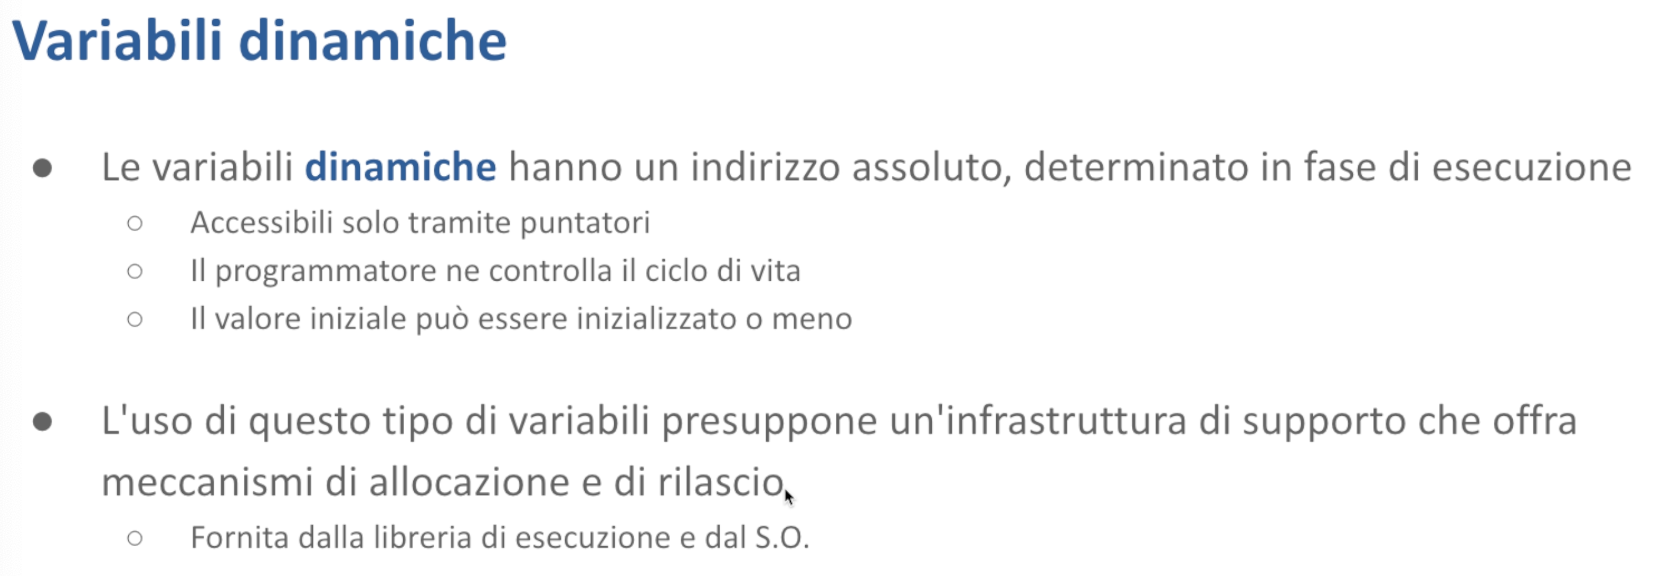 Variabili dinamiche
● Le variabili dinamiche hanno un indirizzo assoluto, determinato in fase di esecuzione
○ Accessibili solo tramite puntatori
○ Il programmatore ne controlla il ciclo di vita
○ Il valore iniziale può essere inizializzato o meno
● L'uso di questo tipo di variabili presuppone un'infrastruttura di supporto che offra
meccanismi di allocazione e di rilascio
○ Fornita dalla libreria di esecuzione e dal S.O.